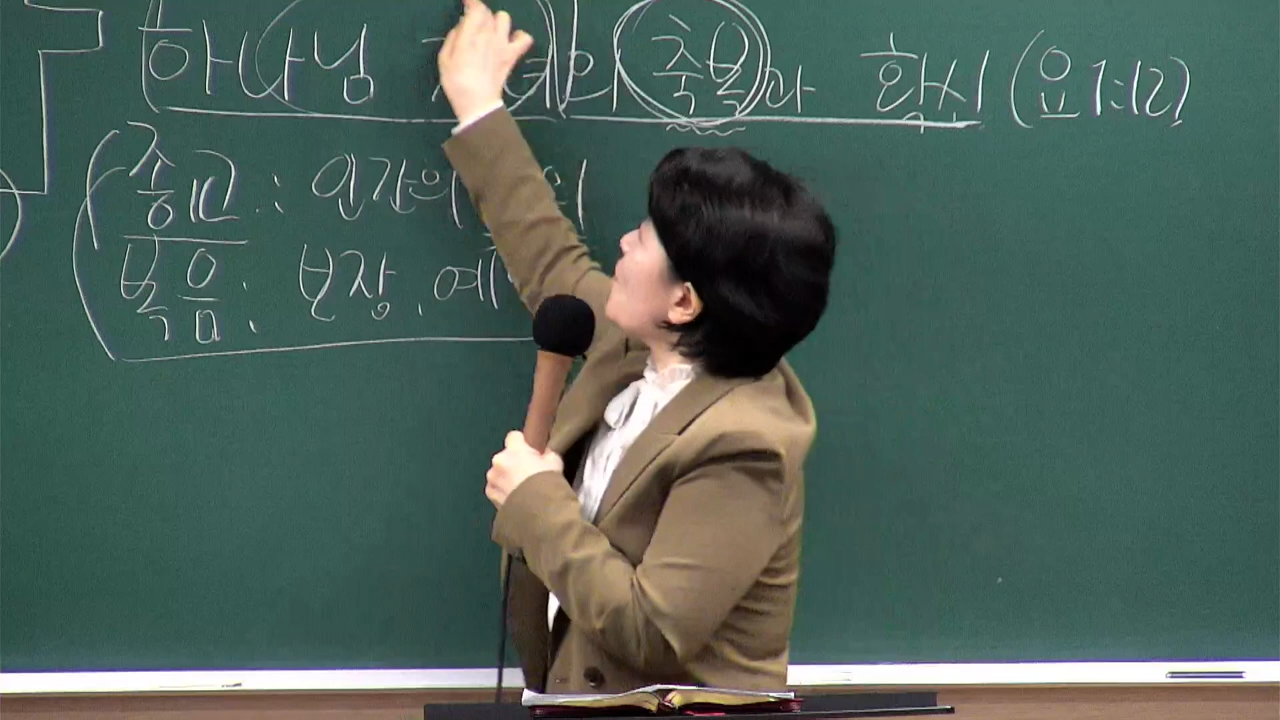 하나님 의 축복과 확신 (요 1:12)
종교 : 인간의
복음 : 보장,